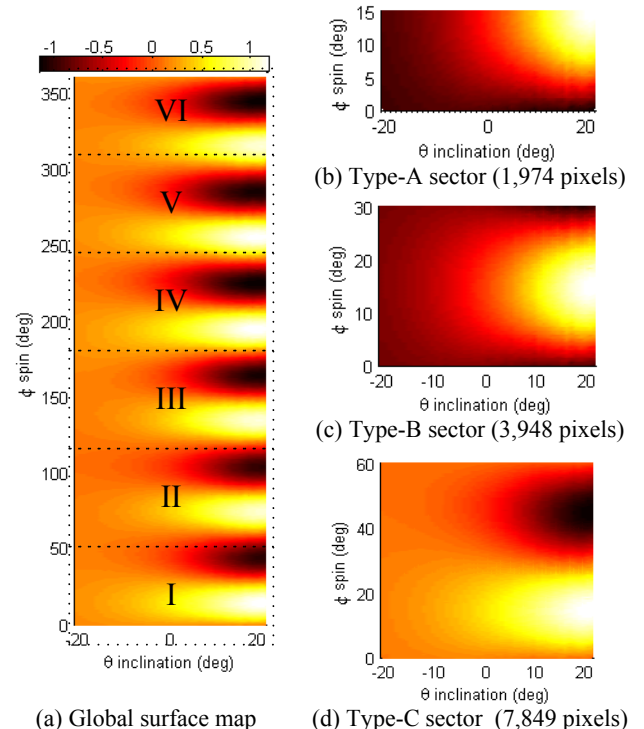 -1 -0.5 0 0.5 1
350
300
250
200
150
100
50
0
ϕ spin (deg)
VI
V
IV
III
II
I
-20 0 20
θ inclination (deg)
(a) Global surface map
15
10
5
0
ϕ spin (deg)
-20 -10 0 10 20
θ inclination (deg)
(b) Type-A sector (1,974 pixels)
30
20
10
0
ϕ spin (deg)
-20 -10 0 10 20
θ inclination (deg)
(c) Type-B sector (3,948 pixels)
60
40
20
0
ϕ spin (deg)
-20 -10 0 10 20
θ inclination (deg)
(d) Type-C sector (7,849 pixels)